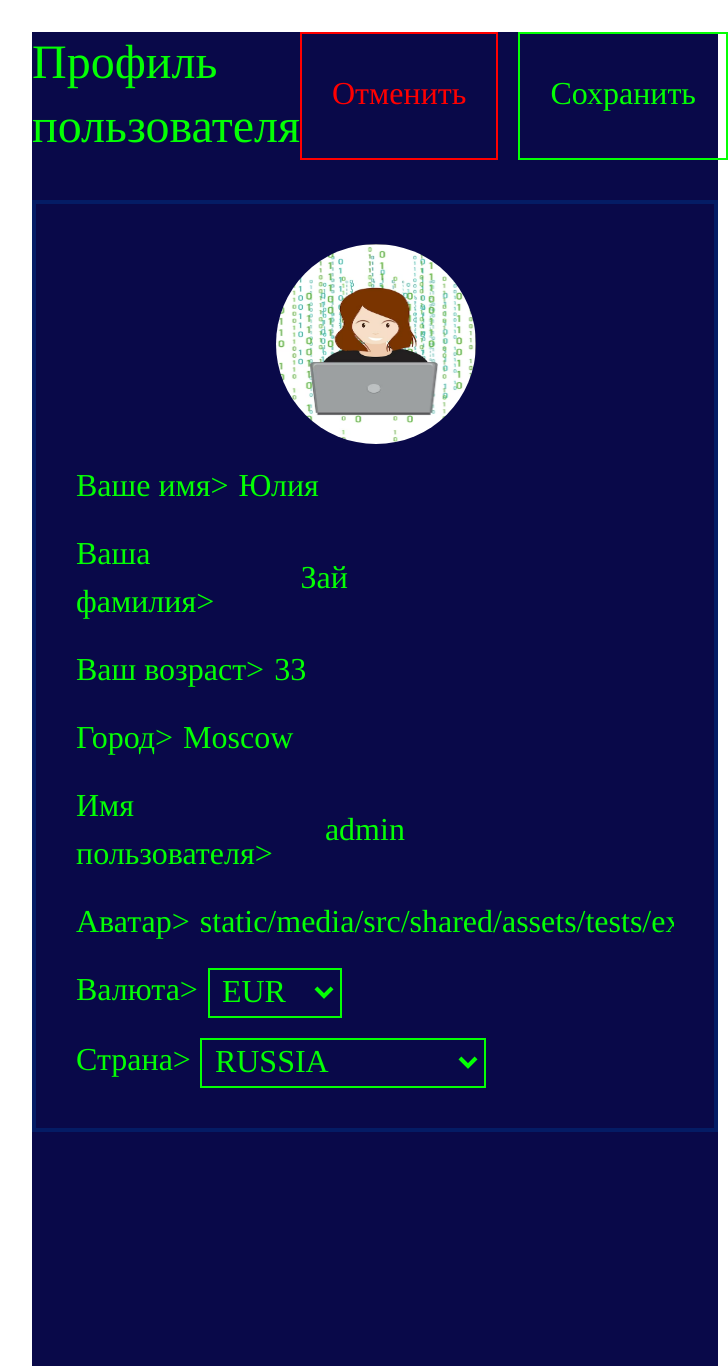 Профиль
пользователя
Отменить
Сохранить
Ваше имя> Юлия
Ваша
фамилия>
Зай
Ваш возраст> 33
Город> Moscow
Имя
пользователя>
admin
Аватар> static/media/src/shared/assets/tests/ex
Валюта> EUR
Страна> RUSSIA